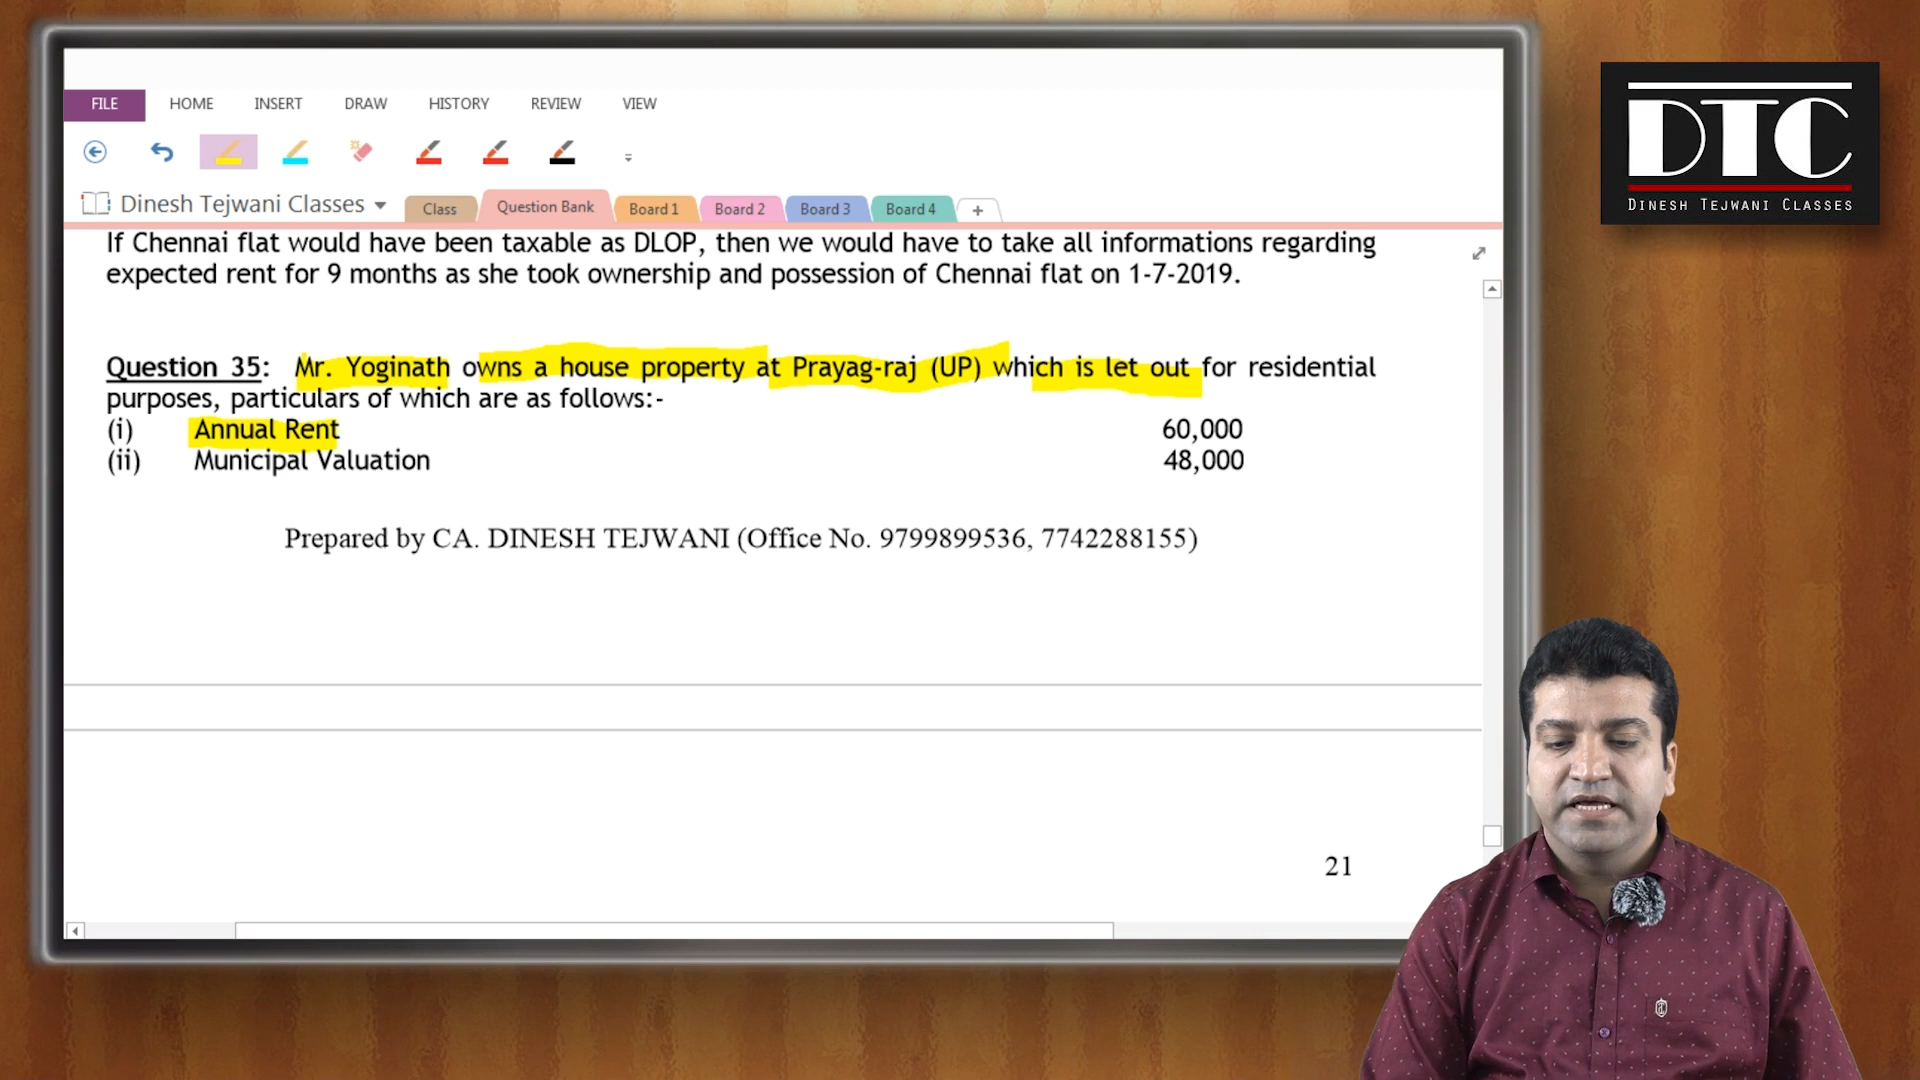 FILE HOME INSERT DRAW HISTORY REVIEW VIEW
Dinesh Tejwani Classes Class Question Bank Board 1 Board 2 Board 3 Board 4 +
If Chennai flat would have been taxable as DLOP, then we would have to take all informations regarding
expected rent for 9 months as she took ownership and possession of Chennai flat on 1-7-2019.
Question 35: Mr. Yoginath owns a house property at Prayag-raj (UP) which is let out for residential
purposes, particulars of which are as follows:-
(i) Annual Rent 60,000
(ii) Municipal Valuation 48,000
Prepared by CA. DINESH TEJWANI (Office No. 9799899536, 7742288155)
21
DTC
DINESH TEJWANI CLASSES